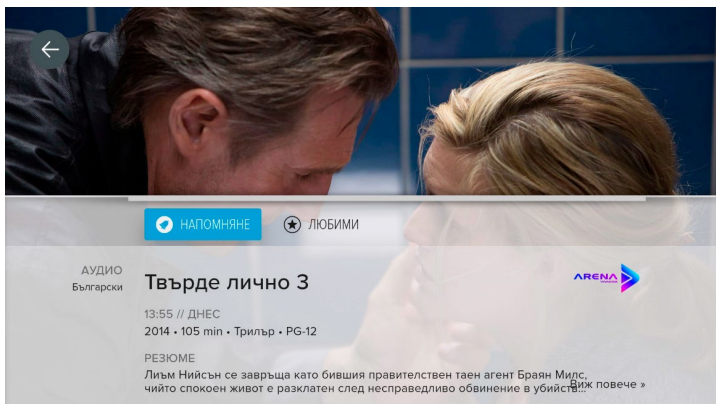 НАПОМНЯНЕ
ЛЮБИМИ
АУДИО
Български
Твърде лично 3
ARENA
13:55 // ДНЕС
2014 • 105 min • Трилър • PG-12
РЕЗЮМЕ
Лиъм Нийсън се завръща като бившия правителствен таен агент Браян Милс,
чийто спокоен живот е разклатен след несправедливо обвинение в убийств...
Виж повече »